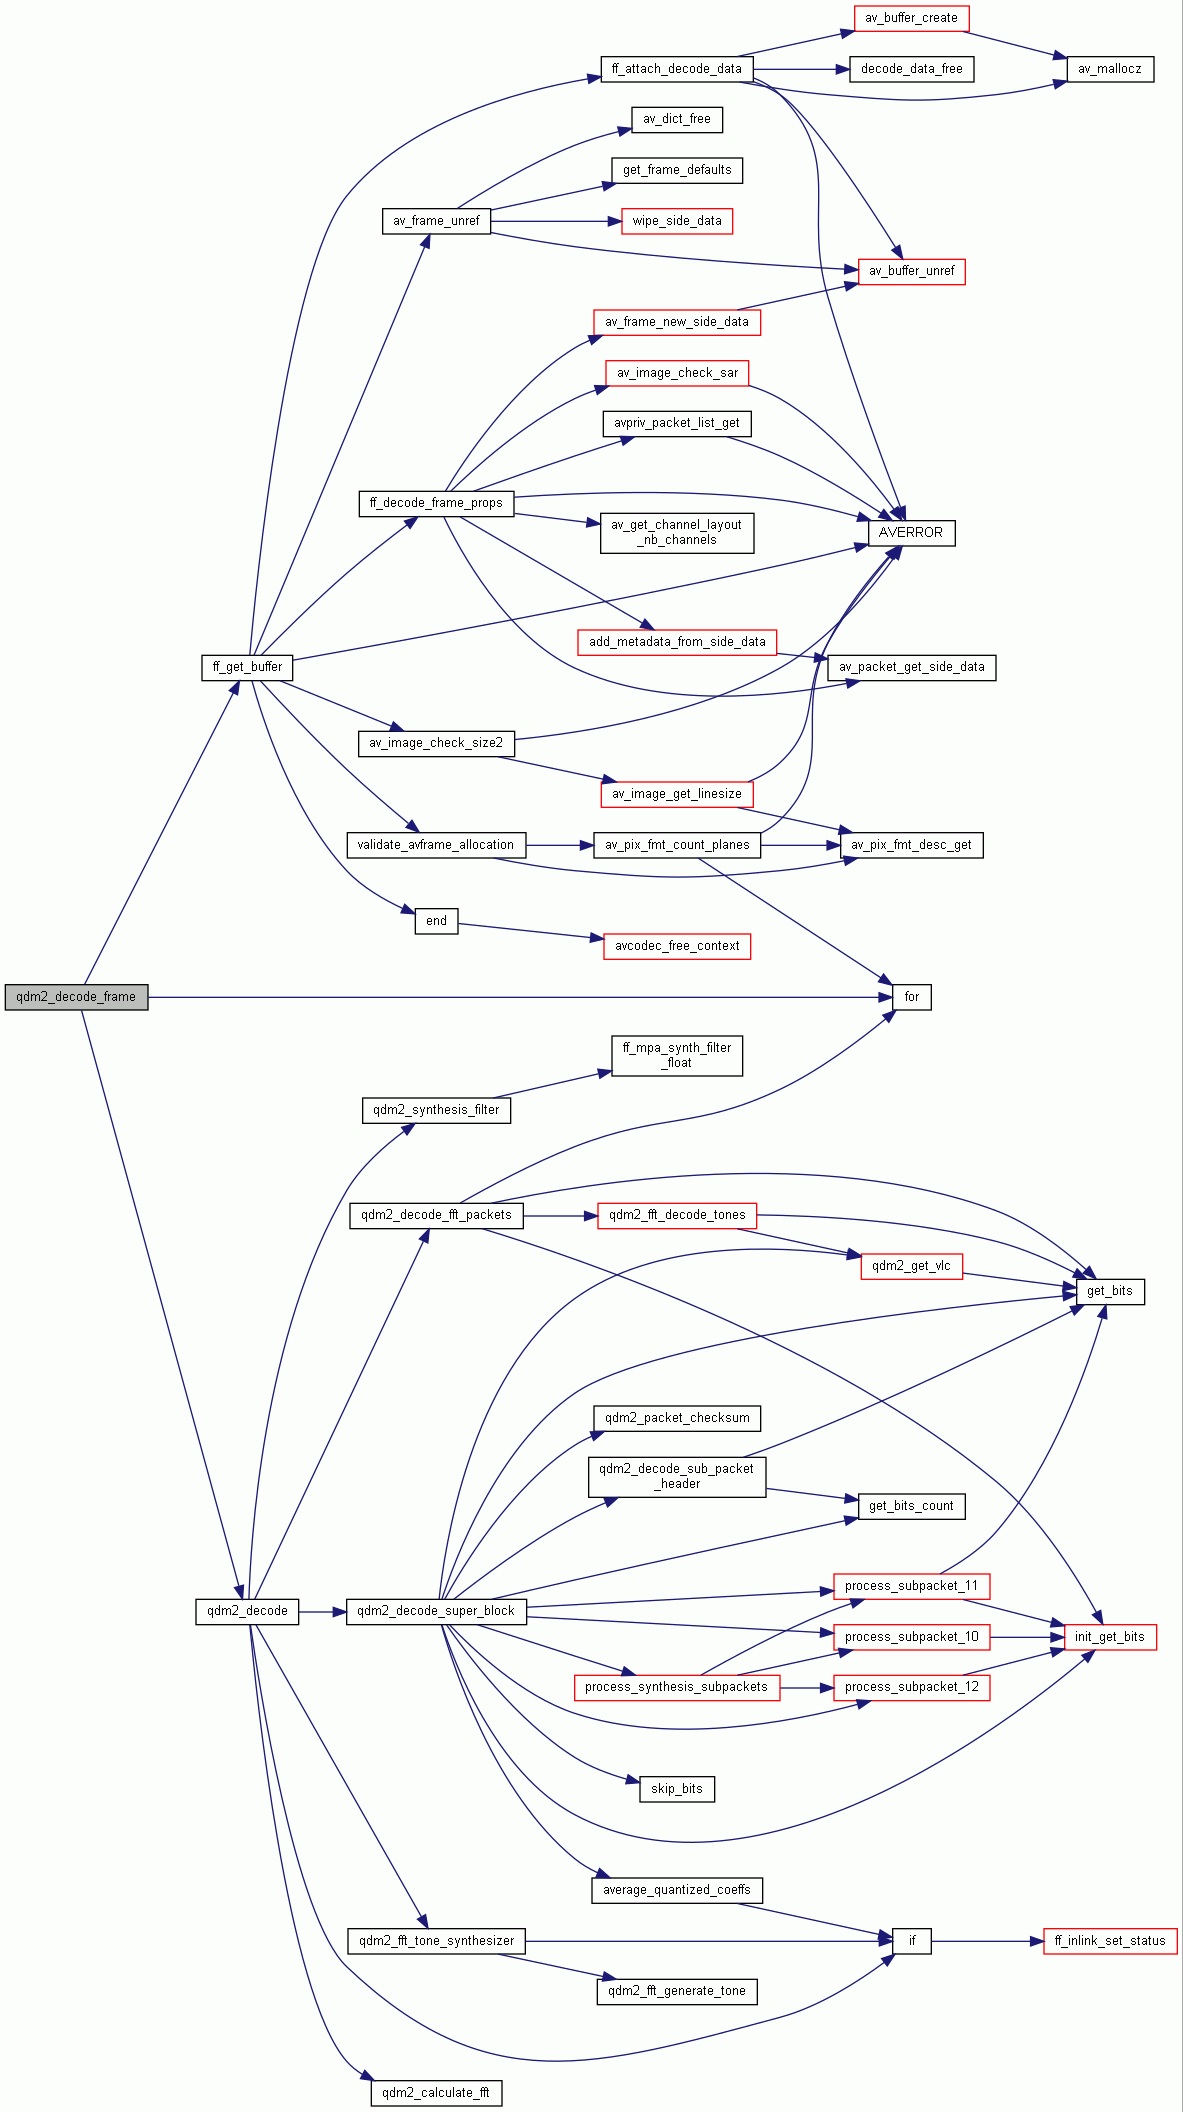 av_buffer_create
ff_attach_decode_data
decode_data_free
av_mallocz
av_dict_free
get_frame_defaults
av_frame_unref
wipe_side_data
av_buffer_unref
av_frame_new_side_data
av_image_check_sar
avpriv_packet_list_get
ff_decode_frame_props
av_get_channel_layout
_nb_channels
AVERROR
add_metadata_from_side_data
ff_get_buffer
av_packet_get_side_data
av_image_check_size2
av_image_get_linesize
validate_avframe_allocation
av_pix_fmt_count_planes
av_pix_fmt_desc_get
end
avcodec_free_context
qdm2_decode_frame
for
ff_mpa_synth_filter
_float
qdm2_synthesis_filter
qdm2_decode_fft_packets
qdm2_fft_decode_tones
qdm2_get_vlc
get_bits
qdm2_packet_checksum
qdm2_decode_sub_packet
_header
get_bits_count
process_subpacket_11
qdm2_decode
qdm2_decode_super_block
process_subpacket_10
init_get_bits
process_synthesis_subpackets
process_subpacket_12
skip_bits
average_quantized_coeffs
qdm2_fft_tone_synthesizer
if
ff_inlink_set_status
qdm2_fft_generate_tone
qdm2_calculate_fft